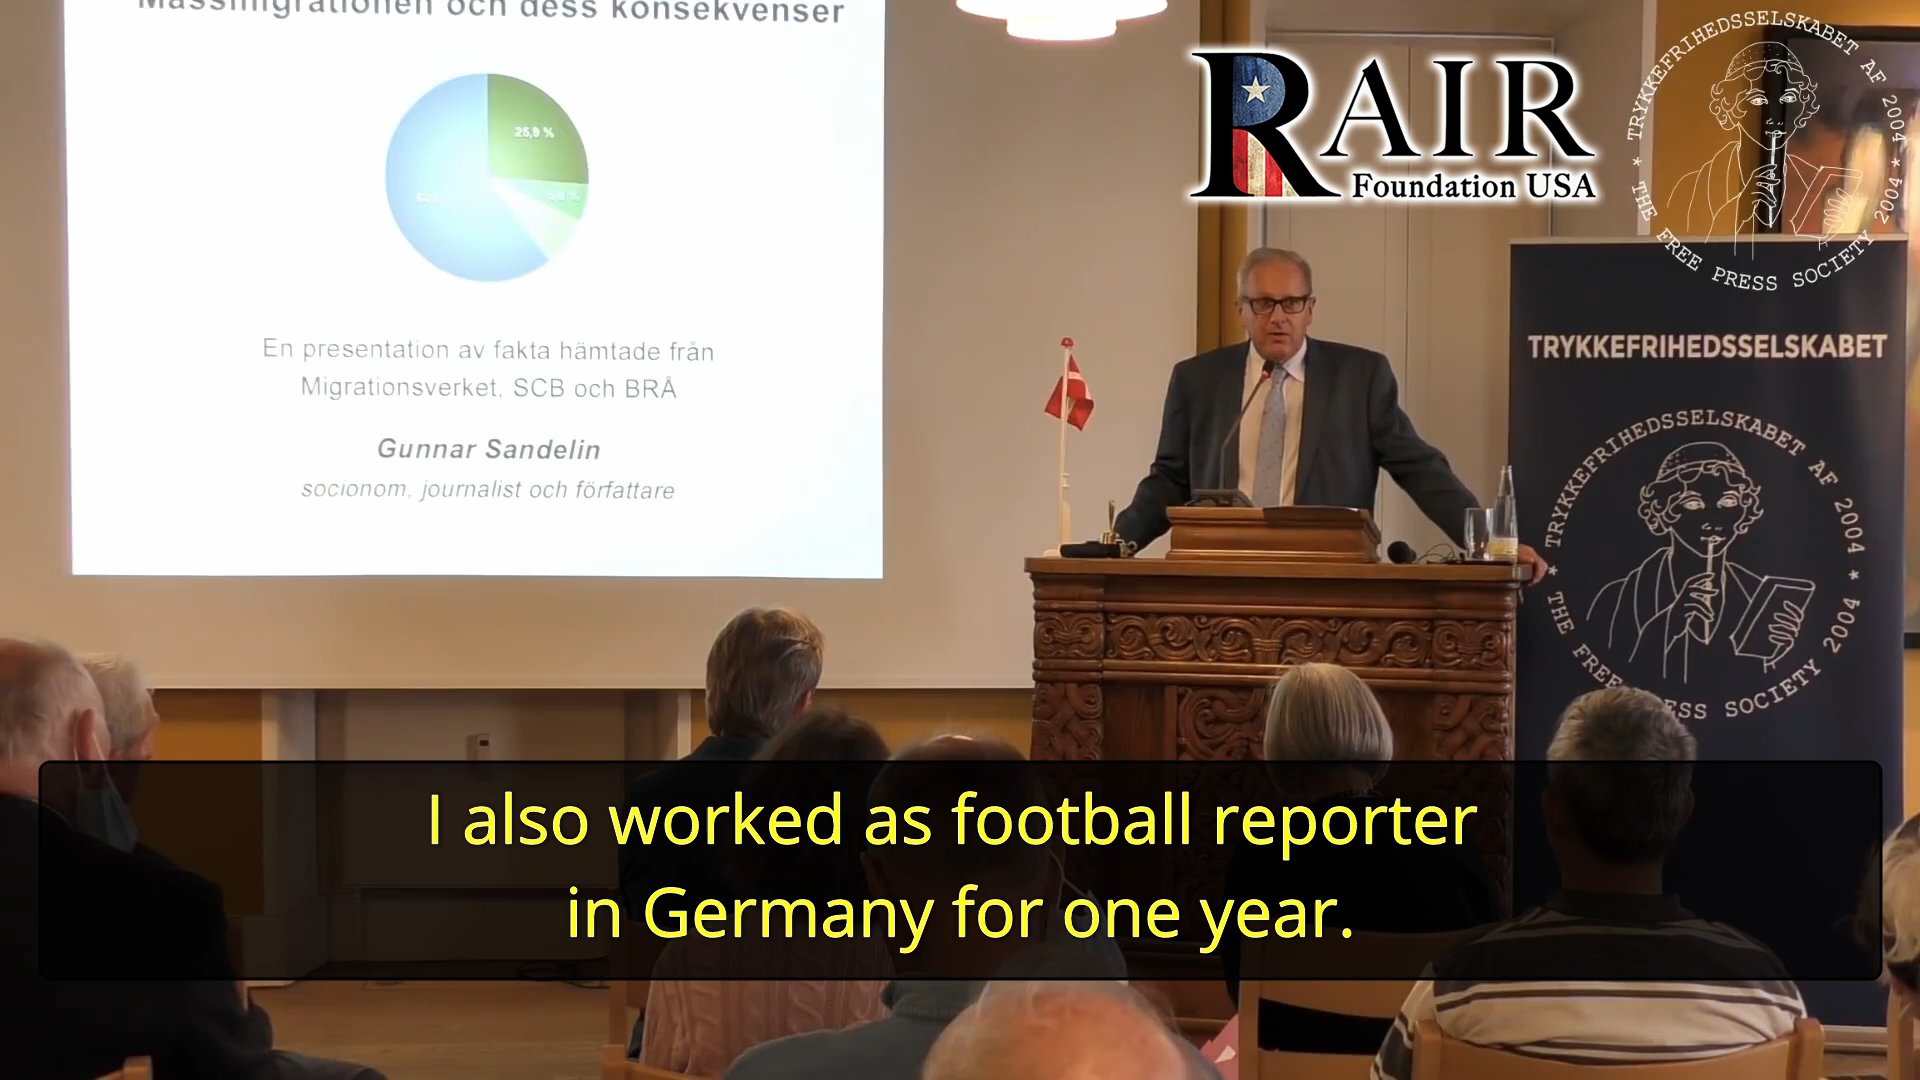 Massmigrationen och dess konsekvenser
25,9 %
En presentation av fakta hämtade från
Migrationsverket, SCB och BRÅ
Gunnar Sandelin
socionom, journalist och författare
RAIR
Foundation USA
* TRYKKEFRIHEDSSELSKABET AF 2004 *
THE FREE PRESS SOCIETY 2004
TRYKKEFRIHEDSSELSKABET
* TRYKKEFRIHEDSSELSKABET AF 2004 *
THE FREE PRESS SOCIETY 2004
I also worked as football reporter
in Germany for one year.